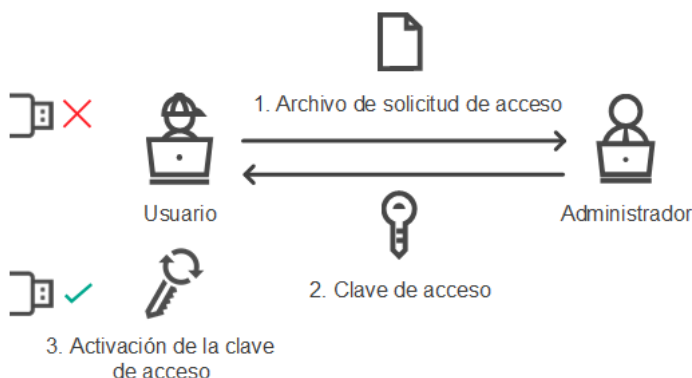 1. Archivo de solicitud de acceso
Usuario
Administrador
2. Clave de acceso
3. Activación de la clave
de acceso